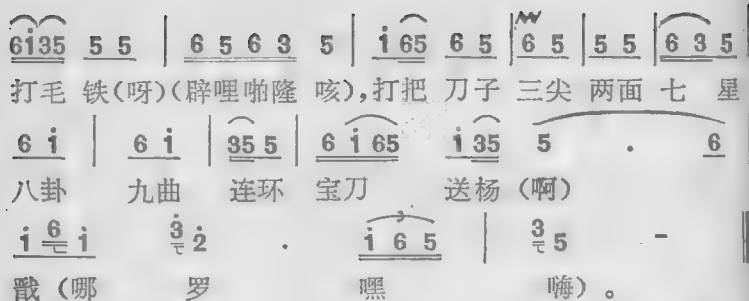 6i35 5 5 | 6 5 6 3 5 | i 65 6 5 | 6 5 | 5 5 | 6 3 5
打毛 铁(呀)(辟哩啪隆 咳),打把 刀子 三尖 两面 七 星
6 i | 6 i | 35 5 | 6 i 65 i 35 5 . 6
八卦 九曲 连环 宝刀 送杨 (啊)
i 6 i 3 2 . 3 i 6 5 | 3 5 -
戬(哪 罗 嘿 嗨)。